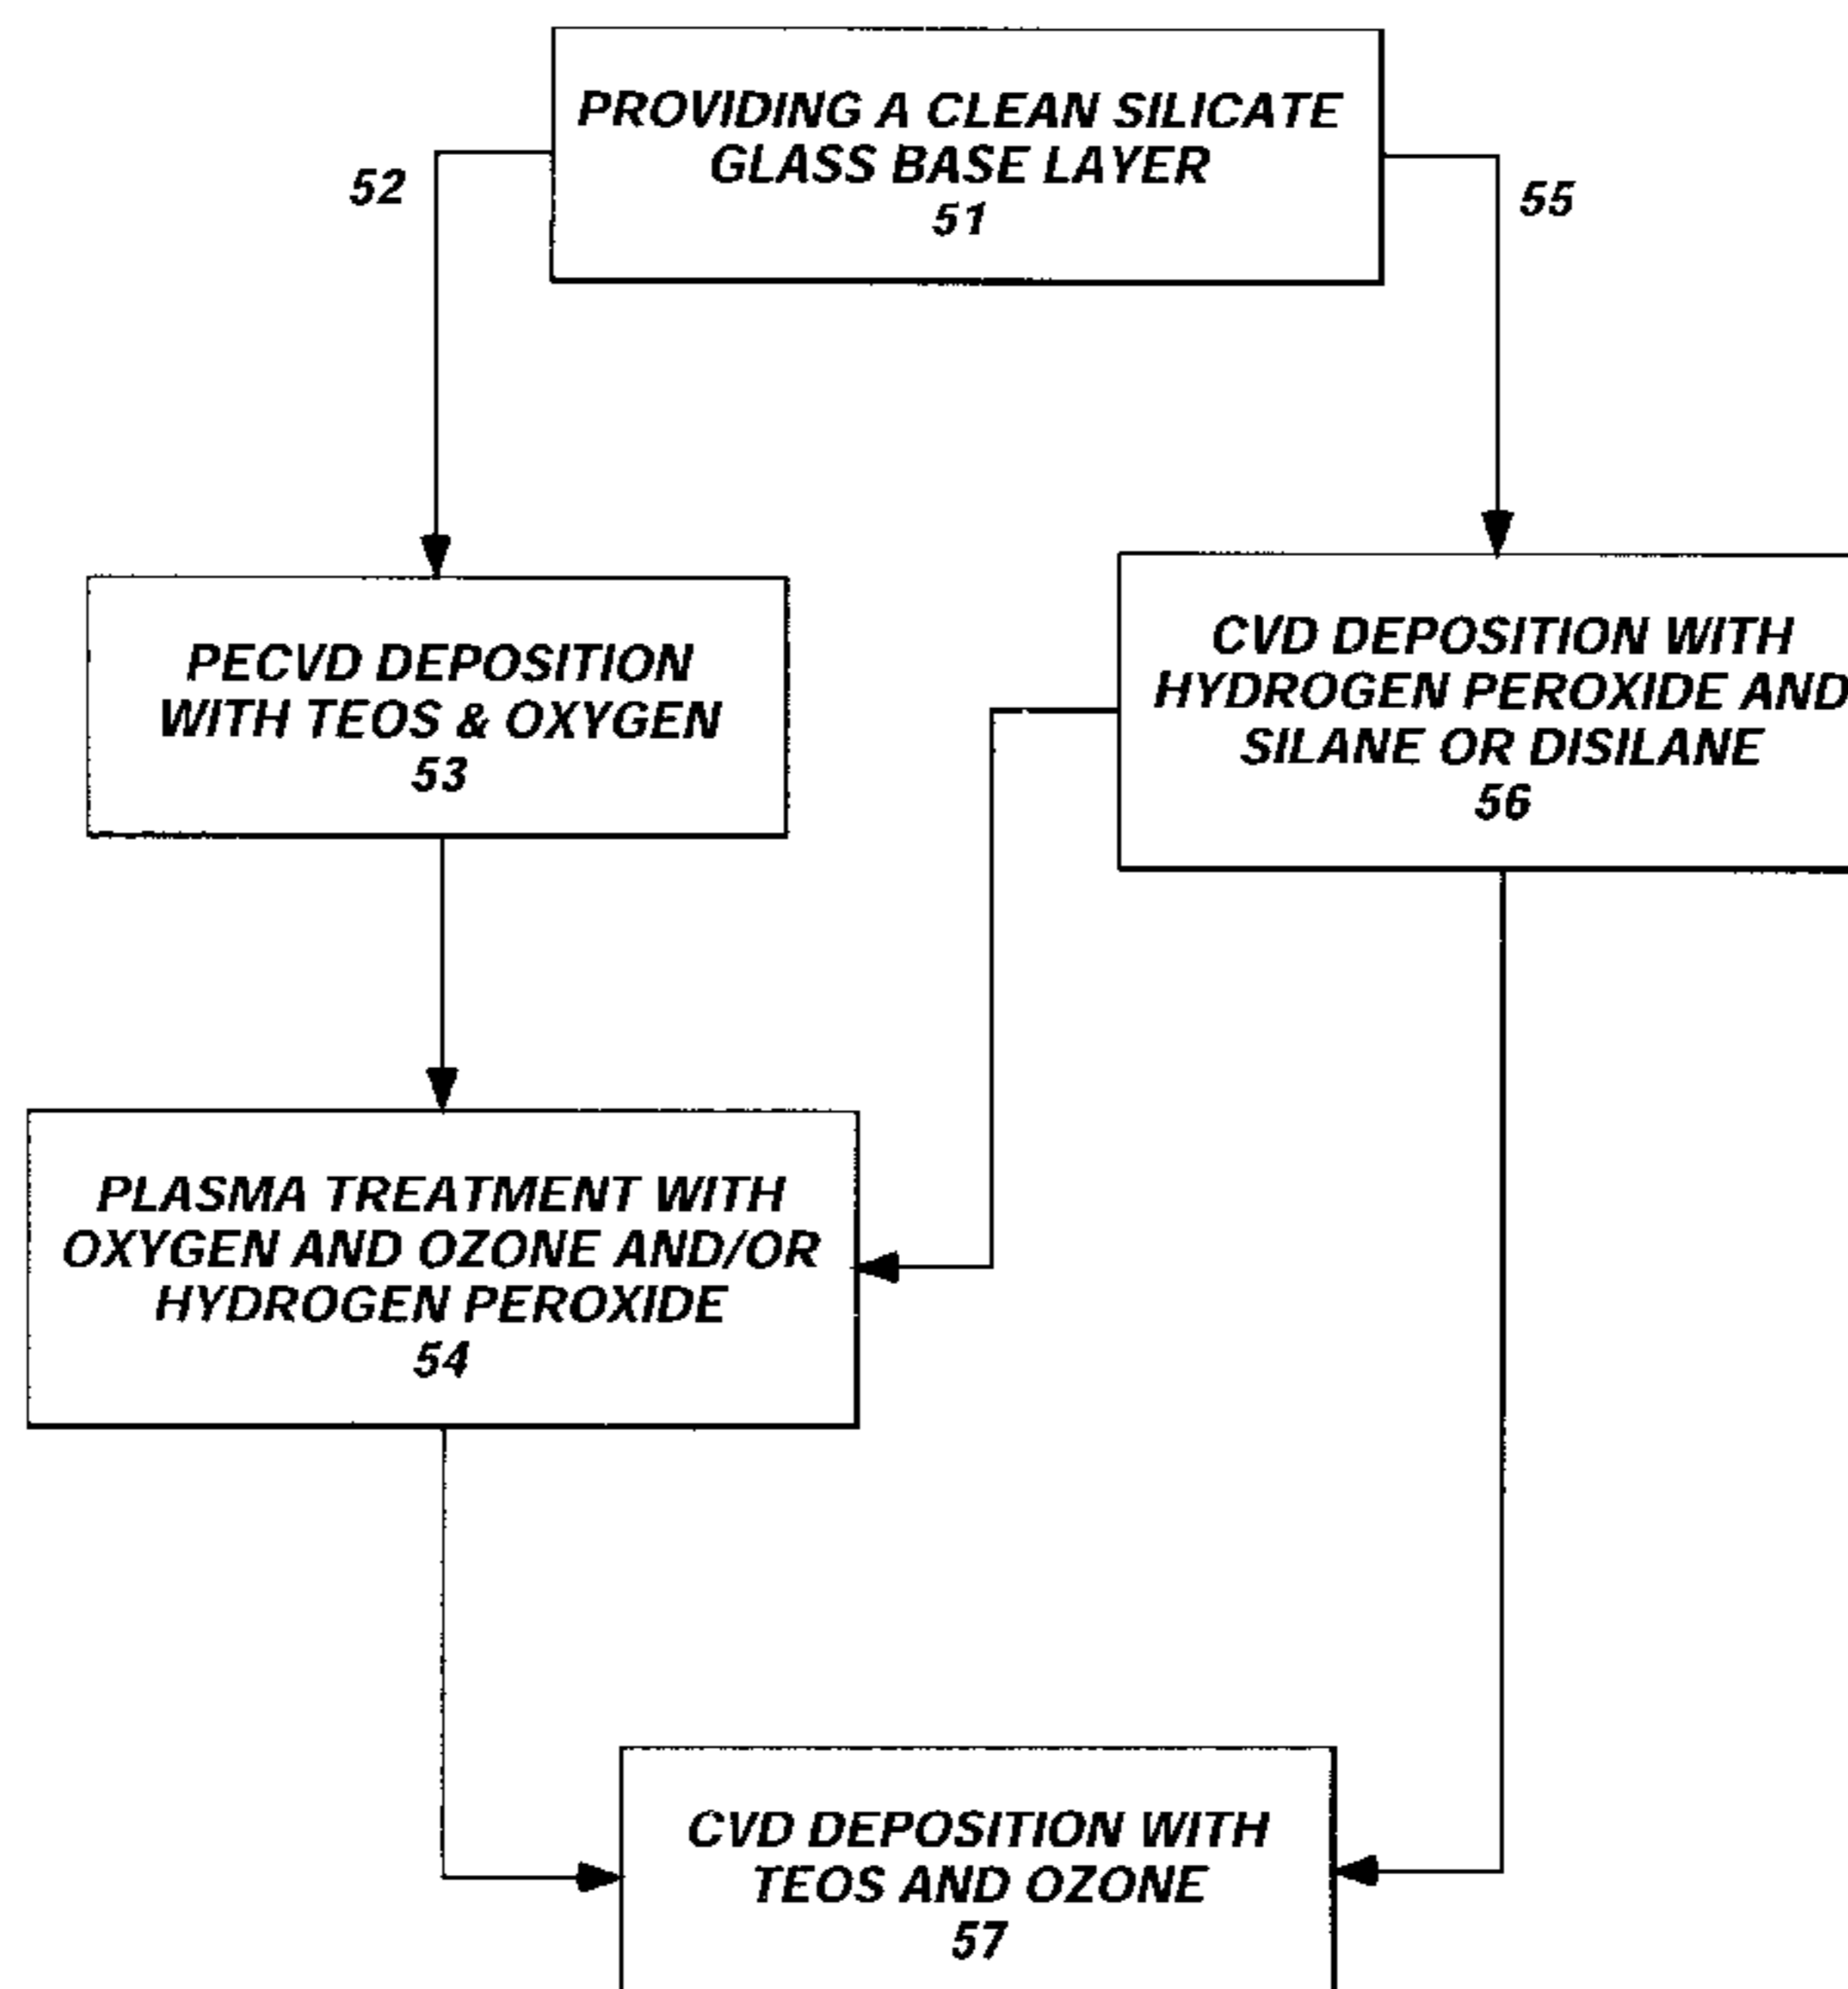 PROVIDING A CLEAN SILICATE
GLASS BASE LAYER
51
52
55
PECVD DEPOSITION
WITH TEOS & OXYGEN
53
CVD DEPOSITION WITH
HYDROGEN PEROXIDE AND
SILANE OR DISILANE
56
PLASMA TREATMENT WITH
OXYGEN AND OZONE AND/OR
HYDROGEN PEROXIDE
54
CVD DEPOSITION WITH
TEOS AND OZONE
57